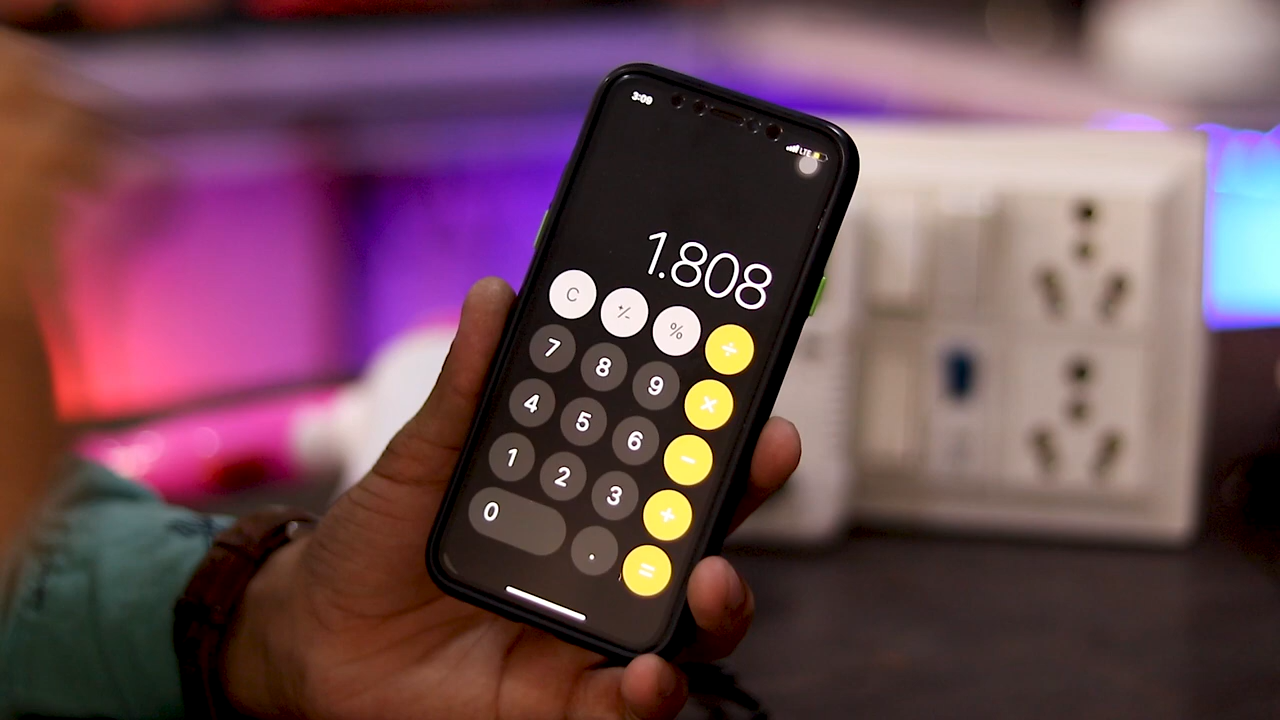 3:09
LTE
1.808
C +/- % ÷
7 8 9 ×
4 5 6 −
1 2 3 +
0 . =